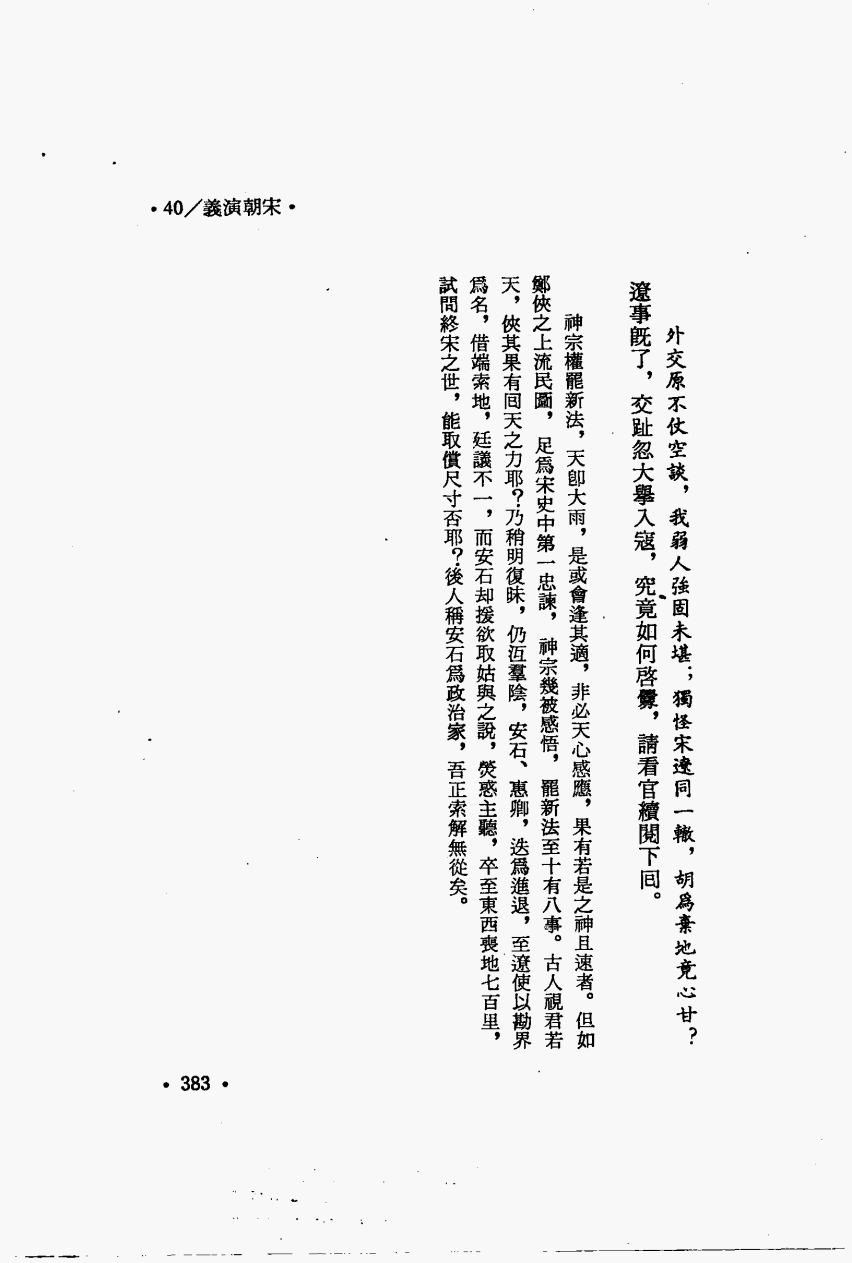 •40/義演朝宋•
外交原不仗空談，我弱人強固未堪；獨怪宋遼同一轍，胡爲棄地竟心甘？
遼事旣了，交趾忽大擧入寇，究竟如何啓釁，請看官續閱下回。
神宗權罷新法，天卽大雨，是或會逢其適，非必天心感應，果有若是之神且速者。但如
鄭俠之上流民圖，足爲宋史中第一忠諫，神宗幾被感悟，罷新法至十有八事。古人視君若
天，俠其果有回天之力耶？乃稍明復昧，仍沍羣陰，安石、惠卿，迭爲進退，至遼使以勘界
爲名，借端索地，廷議不一，而安石却援欲取姑與之說，熒惑主聽，卒至東西喪地七百里，
試問終宋之世，能取償尺寸否耶？後人稱安石爲政治家，吾正索解無從矣。
•383•